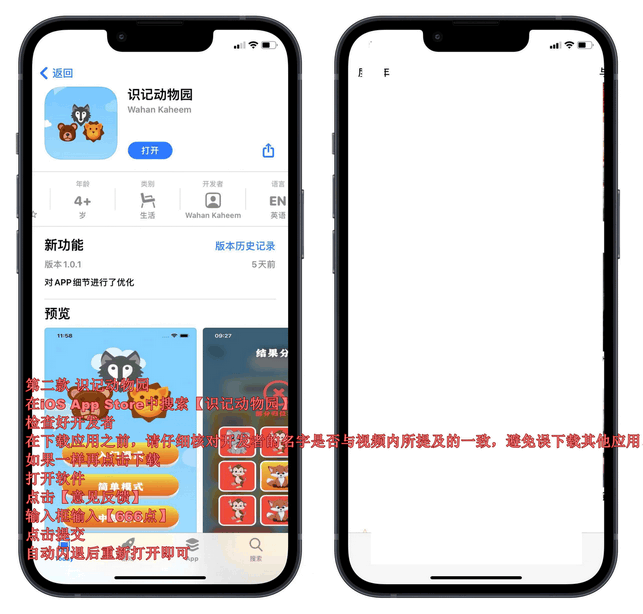 返回
识记动物园
Wahan Kaheem
打开
年龄
4+
岁
类别
生活
开发者
Wahan Kaheem
语言
EN
英语
新功能
版本历史记录
版本1.0.1
5天前
对APP细节进行了优化
预览
11:58
09:27
结果分
第二款 识记动物园
在iOS App Store中搜索【识记动物园】
检查好开发者
在下载应用之前，请仔细核对开发者的名字是否与视频内所提及的一致，避免误下载其他应用
如果一样再点击下载
打开软件
简单模式
点击【意见反馈】
输入框输入【666点】
点击提交
自动闪退后重新打开即可
App
搜索